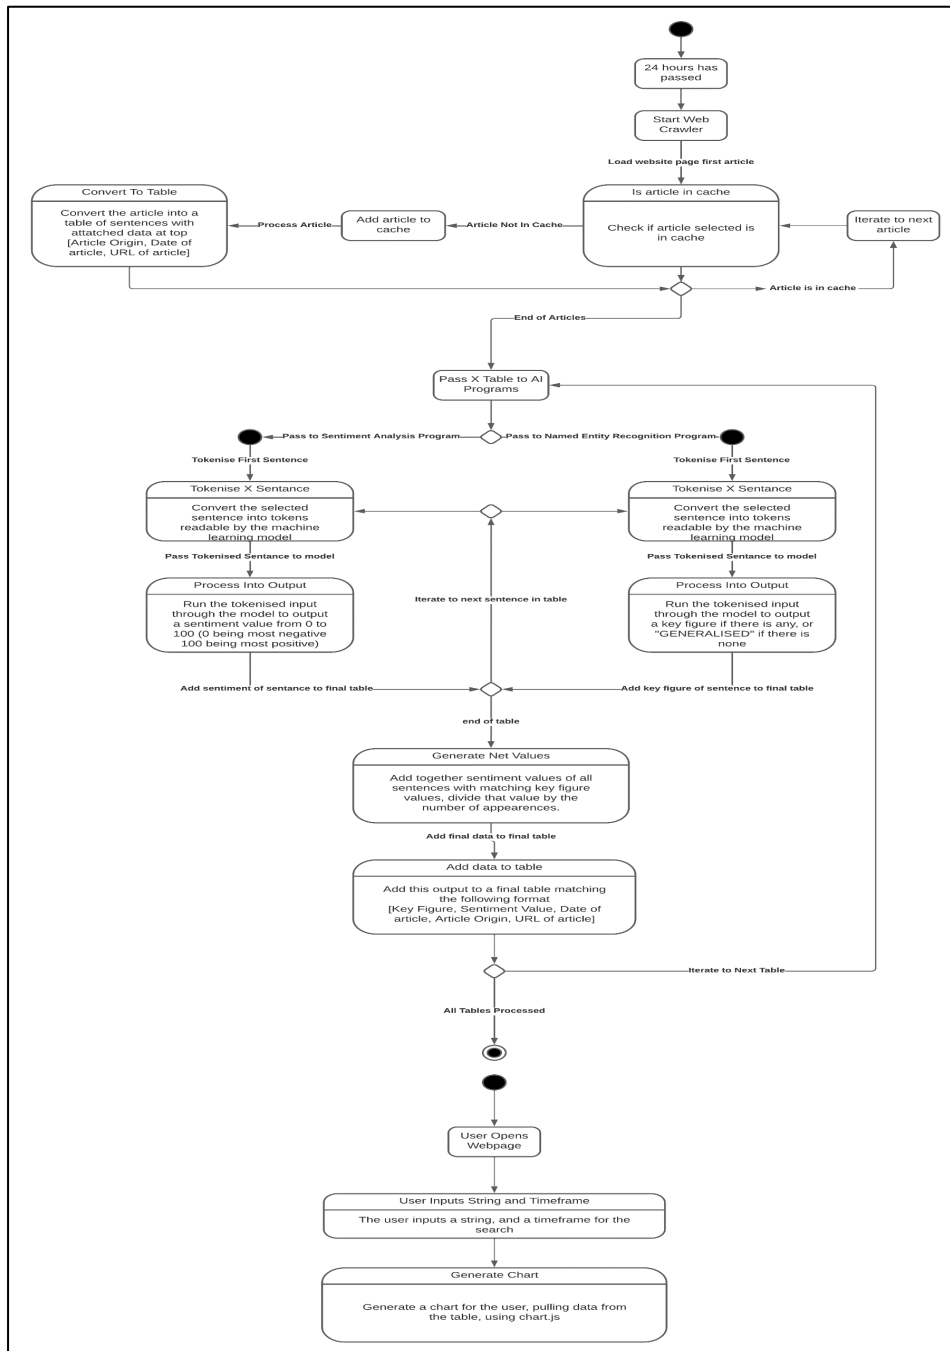 24 hours has
passed
Start Web
Crawler
Load website page first article
Convert To Table
Convert the article into a
table of sentences with
attatched data at top
[Article Origin, Date of
article, URL of article]
Process Article
Add article to
cache
Article Not In Cache
Is article in cache
Check if article selected is
in cache
Iterate to next
article
Article is in cache
End of Articles
Pass X Table to AI
Programs
Pass to Sentiment Analysis Program
Pass to Named Entity Recognition Program
Tokenise First Sentence
Tokenise First Sentence
Tokenise X Sentance
Convert the selected
sentence into tokens
readable by the machine
learning model
Tokenise X Sentance
Convert the selected
sentence into tokens
readable by the machine
learning model
Pass Tokenised Sentance to model
Pass Tokenised Sentance to model
Process Into Output
Run the tokenised input
through the model to output
a sentiment value from 0 to
100 (0 being most negative
100 being most positive)
Iterate to next sentence in table
Process Into Output
Run the tokenised input
through the model to output
a key figure if there is any, or
"GENERALISED" if there is
none
Add sentiment of sentance to final table
Add key figure of sentence to final table
end of table
Generate Net Values
Add together sentiment values of all
sentences with matching key figure
values, divide that value by the
number of appearences.
Add final data to final table
Add data to table
Add this output to a final table matching
the following format
[Key Figure, Sentiment Value, Date of
article, Article Origin, URL of article]
Iterate to Next Table
All Tables Processed
User Opens
Webpage
User Inputs String and Timeframe
The user inputs a string, and a timeframe for the
search
Generate Chart
Generate a chart for the user, pulling data from
the table, using chart.js